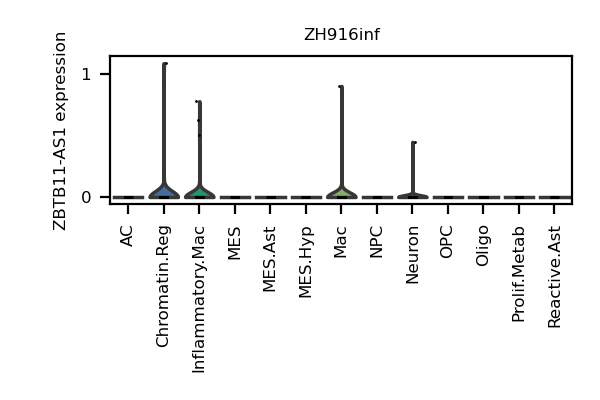 ZH916inf
ZBTB11-AS1 expression
1
0
AC
Chromatin.Reg
Inflammatory.Mac
MES
MES.Ast
MES.Hyp
Mac
NPC
Neuron
OPC
Oligo
Prolif.Metab
Reactive.Ast